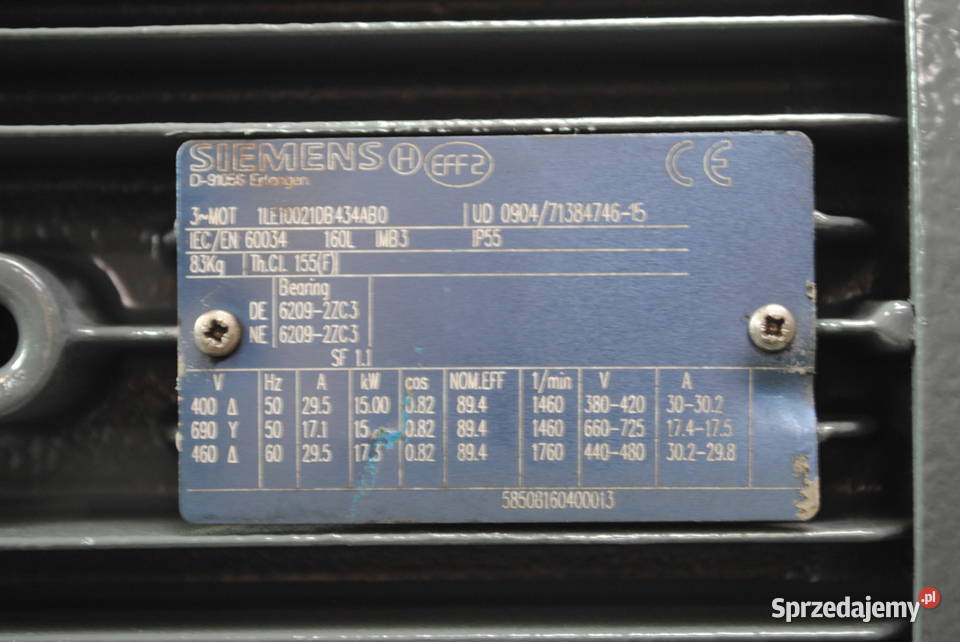 SIEMENS H EFF2 CE
D-91056 Erlangen
3~MOT 1LE10021DB434AB0 UD 0904/71384746-15
IEC/EN 60034 160L IMB3 IP55
83Kg Th.Cl. 155(F)
Bearing
DE 6209-2ZC3
NE 6209-2ZC3
SF 1.1
V Hz A kW cos NOM.EFF 1/min V A
400 Δ 50 29.5 15.00 0.82 89.4 1460 380-420 30-30.2
690 Y 50 17.1 0.82 89.4 1460 660-725 17.4-17.5
460 Δ 60 29.5 17.3 0.82 89.4 1760 440-480 30.2-29.8
58508160400013
Sprzedajemy.pl